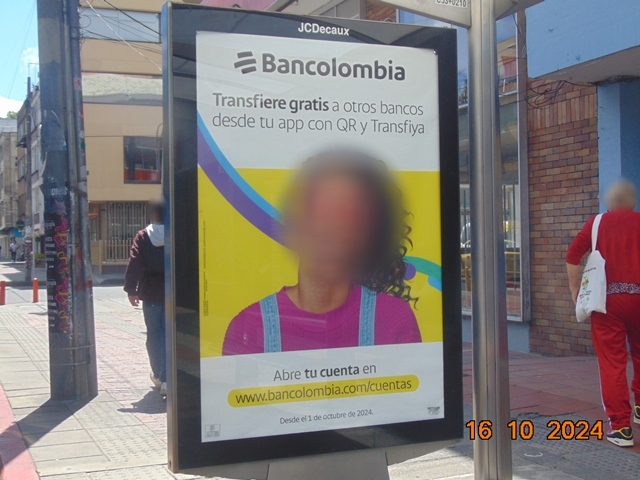 JCDecaux
Bancolombia
Transfiere gratis a otros bancos
desde tu app con QR y Transfiya
Abre tu cuenta en
www.bancolombia.com/cuentas
Desde el 1 de octubre de 2024.
16 10 2024